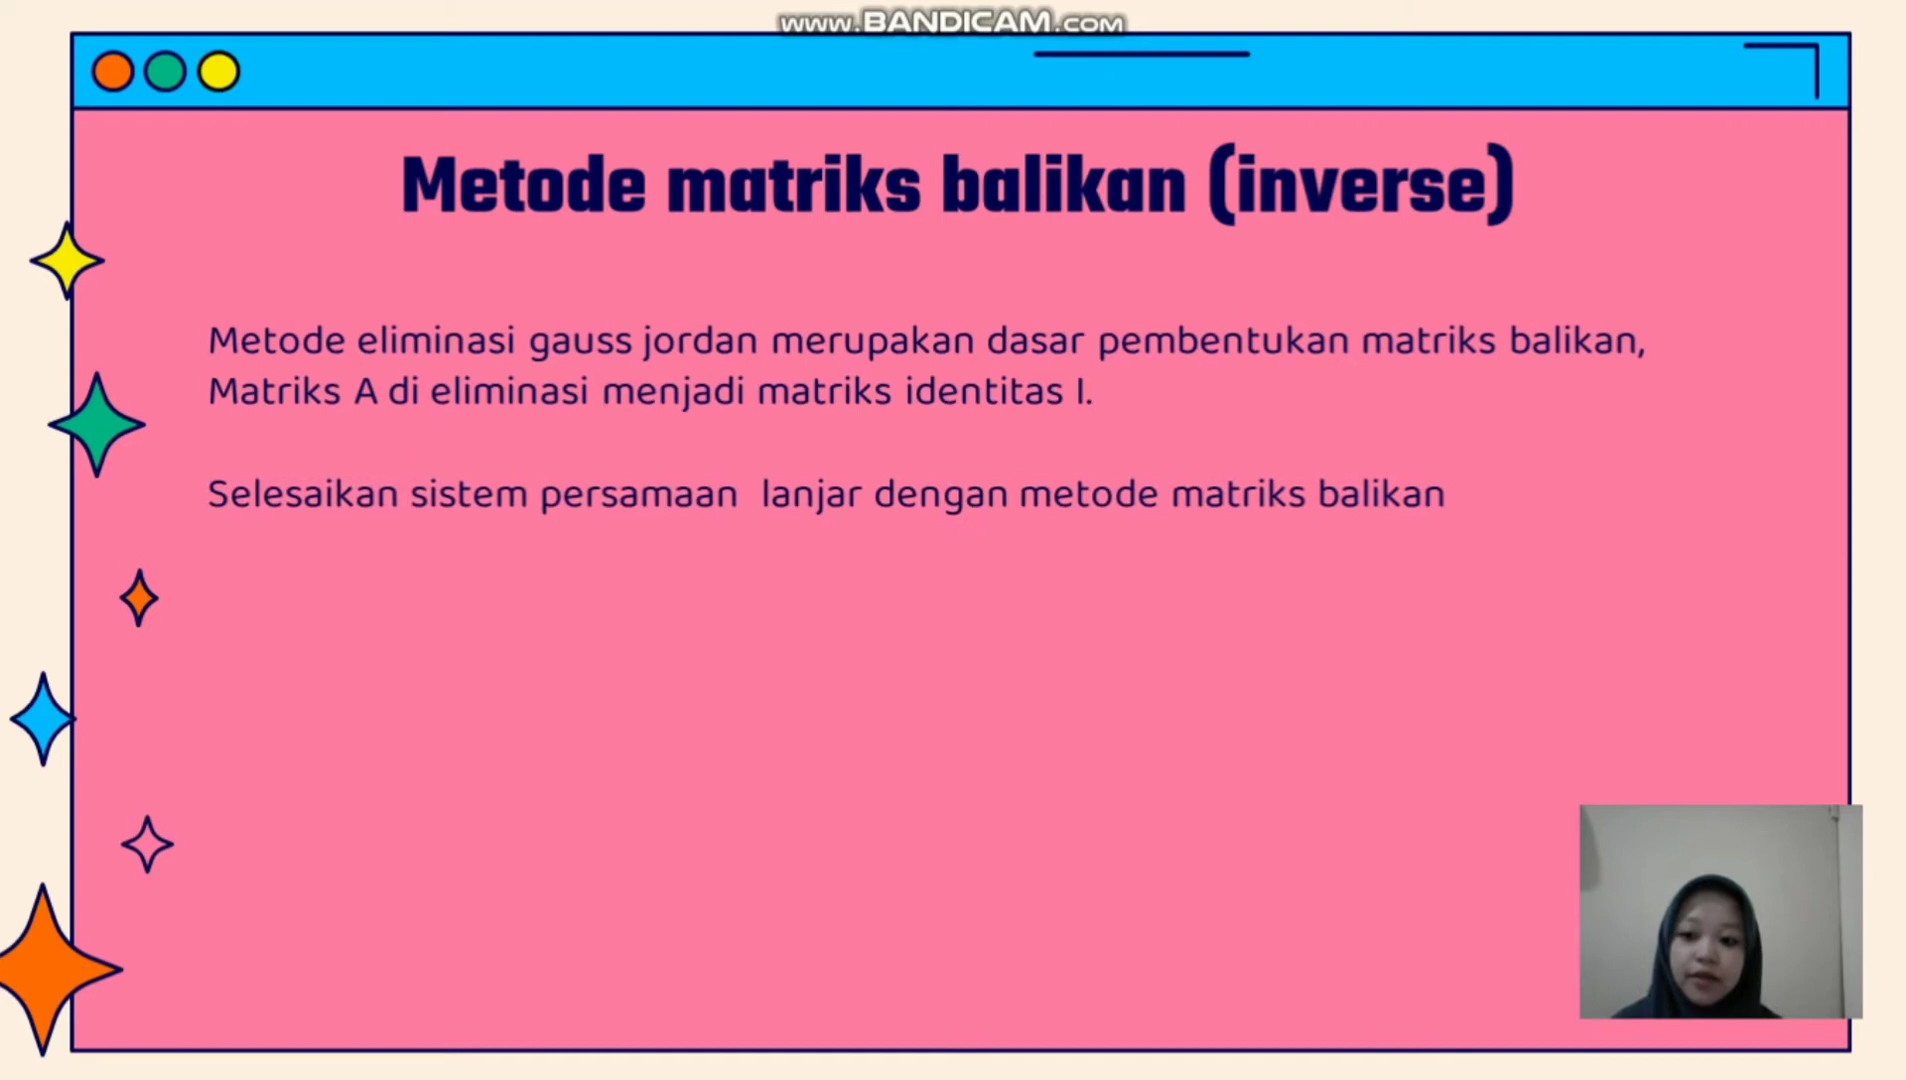 www.BANDICAM.com
Metode matriks balikan (inverse)
Metode eliminasi gauss jordan merupakan dasar pembentukan matriks balikan,
Matriks A di eliminasi menjadi matriks identitas I.
Selesaikan sistem persamaan  lanjar dengan metode matriks balikan